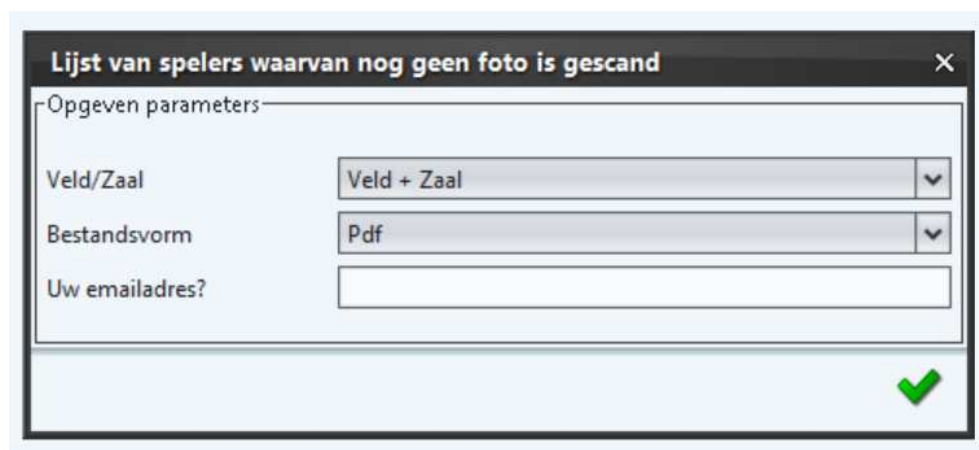 Lijst van spelers waarvan nog geen foto is gescand
Opgeven parameters
Veld/Zaal Veld + Zaal
Bestandsvorm Pdf
Uw emailadres?